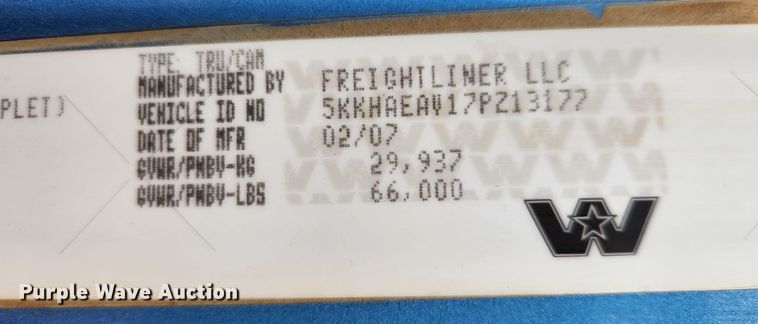 TYPE: TRU/CAM
MANUFACTURED BY FREIGHTLINER LLC
PLET)
VEHICLE ID NO 5KKHAEAV17PZ13177
DATE OF MFR 02/07
GVWR/PNBV-KG 29,937
GVWR/PNBV-LBS 66,000
W
Purple Wave Auction